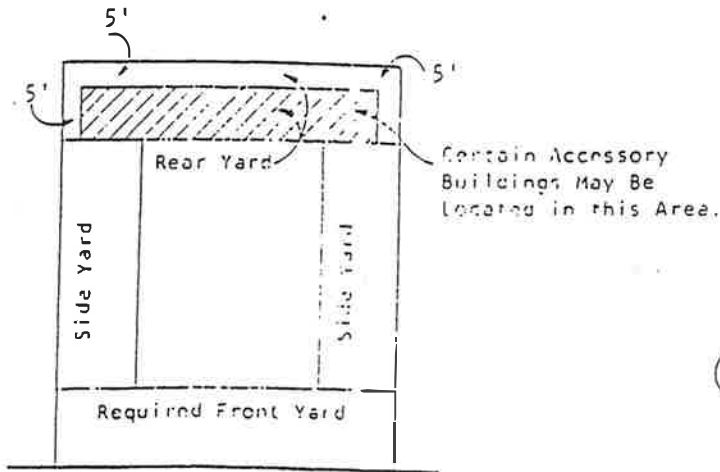 5'
5'
5'
Rear Yard
Certain Accessory
Buildings May Be
Located in this Area.
Side Yard
Side Yard
Required Front Yard